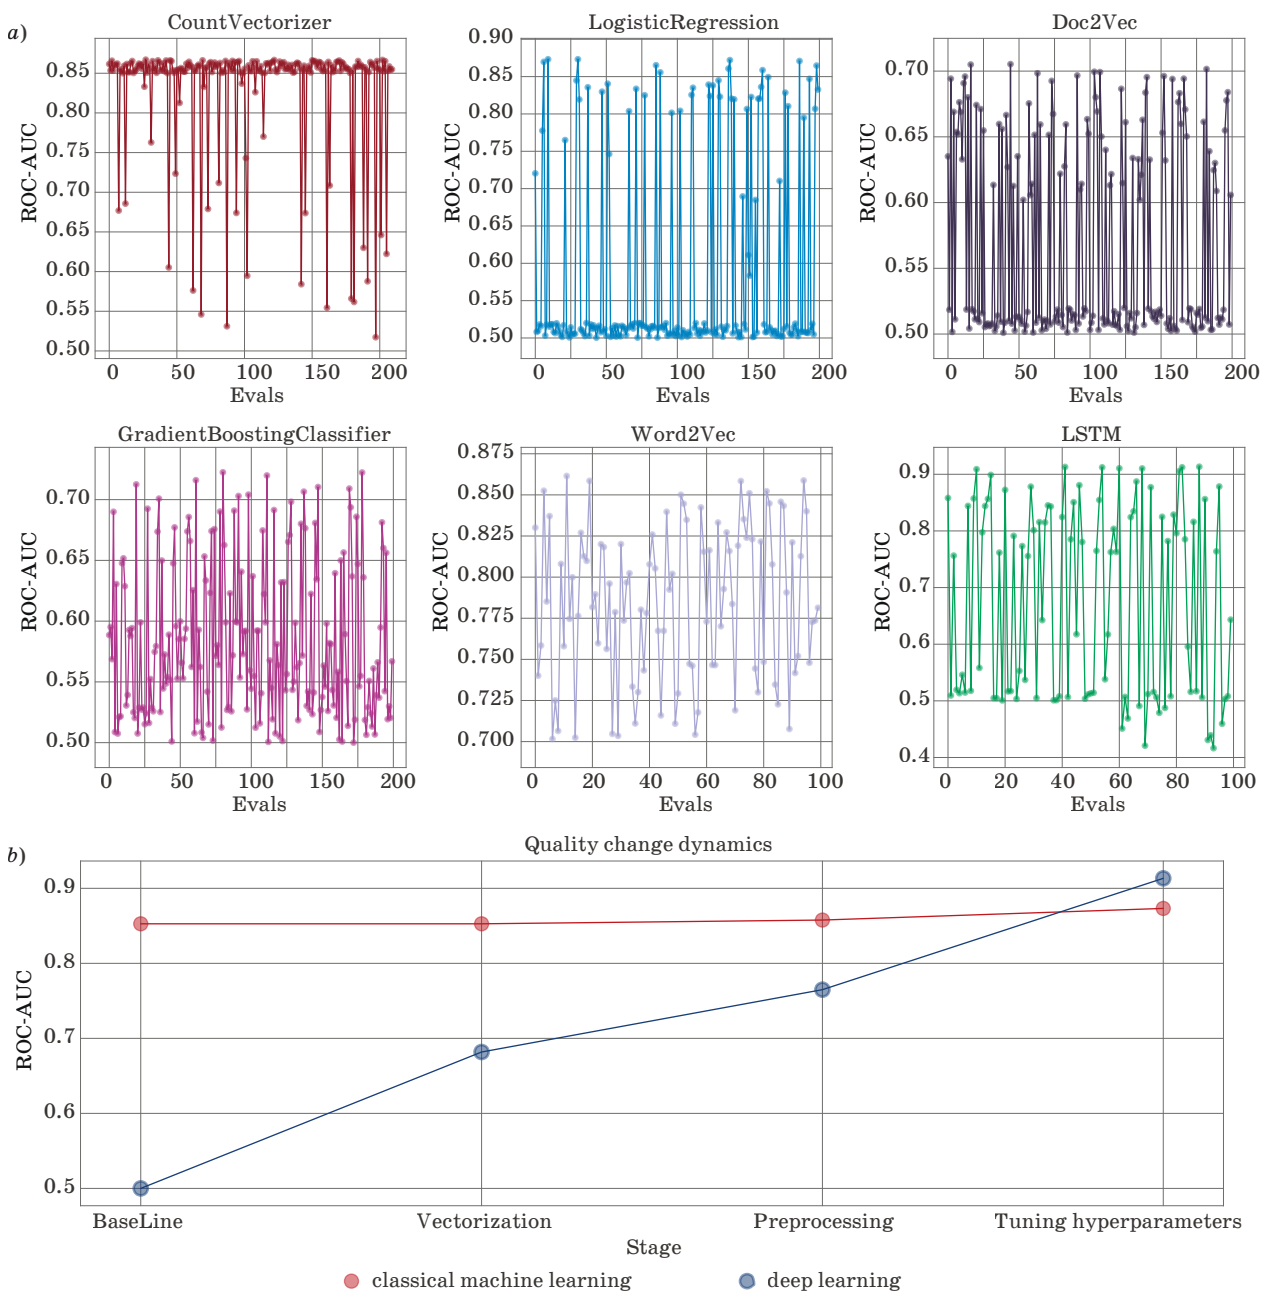 a)
CountVectorizer
ROC-AUC
0.85
0.80
0.75
0.70
0.65
0.60
0.55
0.50
0 50 100 150 200
Evals
LogisticRegression
ROC-AUC
0.90
0.85
0.80
0.75
0.70
0.65
0.60
0.55
0.50
0 50 100 150 200
Evals
Doc2Vec
ROC-AUC
0.70
0.65
0.60
0.55
0.50
0 50 100 150 200
Evals
GradientBoostingClassifier
ROC-AUC
0.70
0.65
0.60
0.55
0.50
0 50 100 150 200
Evals
Word2Vec
ROC-AUC
0.875
0.850
0.825
0.800
0.775
0.750
0.725
0.700
0 20 40 60 80 100
Evals
LSTM
ROC-AUC
0.9
0.8
0.7
0.6
0.5
0.4
0 20 40 60 80 100
Evals
b)
Quality change dynamics
ROC-AUC
0.9
0.8
0.7
0.6
0.5
BaseLine Vectorization Preprocessing Tuning hyperparameters
Stage
classical machine learning deep learning